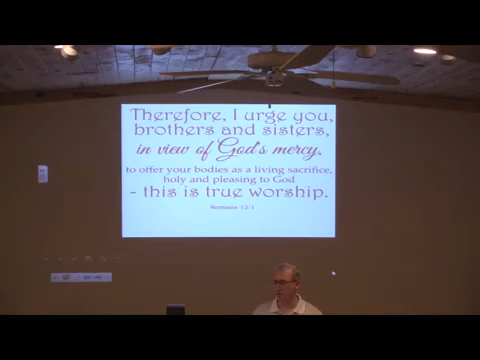 Therefore, I urge you,
brothers and sisters,
in view of God's mercy,
to offer your bodies as a living sacrifice,
holy and pleasing to God
- this is true worship.
Romans 12:1